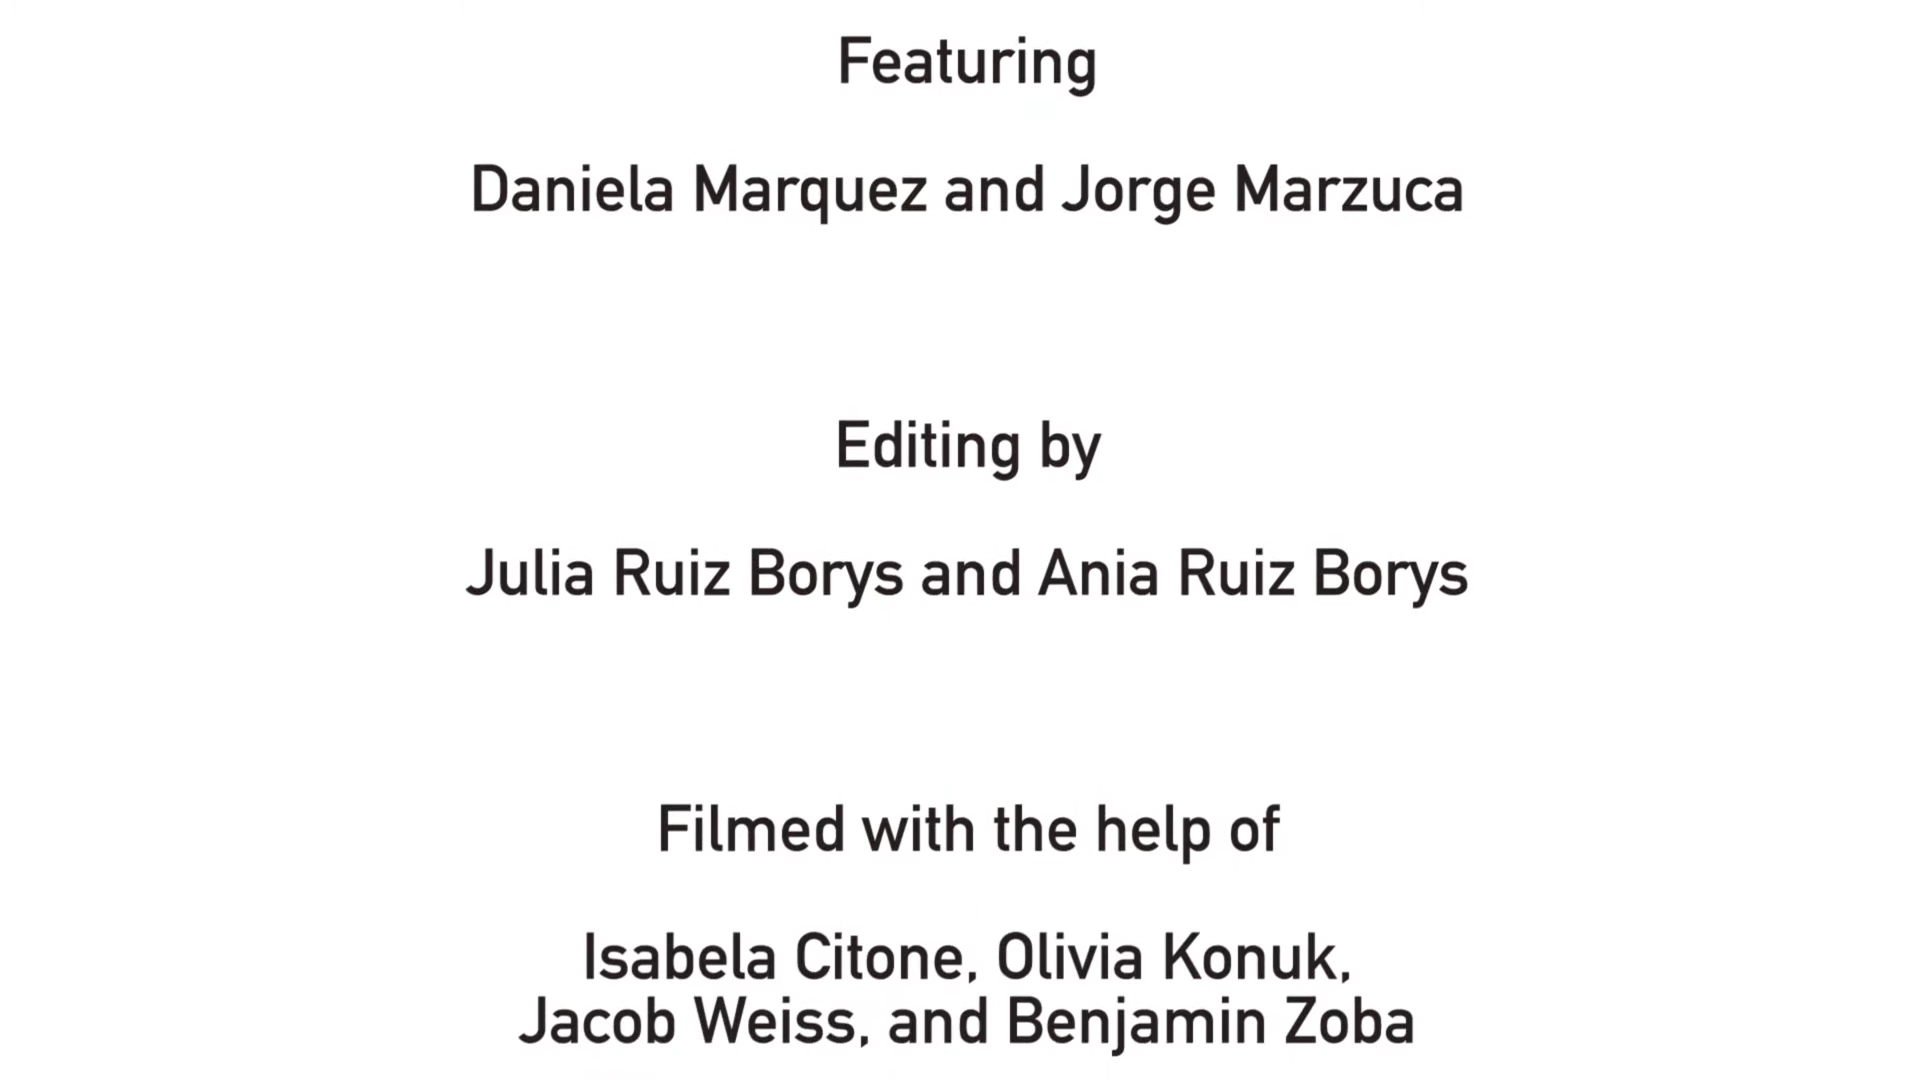 Featuring
Daniela Marquez and Jorge Marzuca
Editing by
Julia Ruiz Borys and Ania Ruiz Borys
Filmed with the help of
Isabela Citone, Olivia Konuk,
Jacob Weiss, and Benjamin Zoba